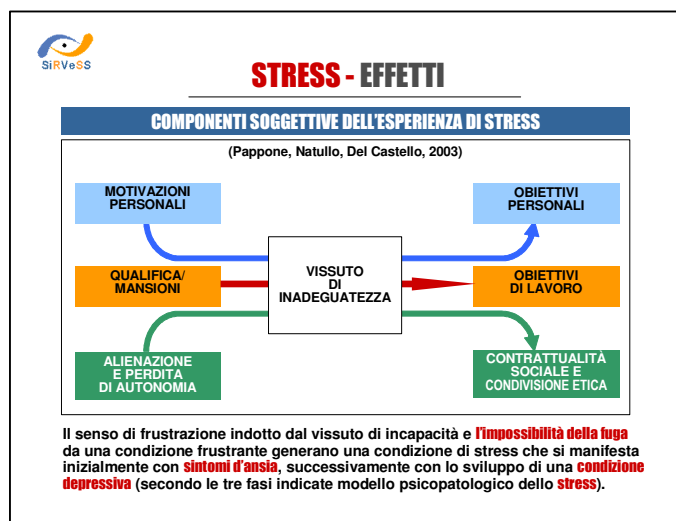 SiRVeSS
STRESS - EFFETTI
COMPONENTI SOGGETTIVE DELL'ESPERIENZA DI STRESS
(Pappone, Natullo, Del Castello, 2003)
MOTIVAZIONI
PERSONALI
OBIETTIVI
PERSONALI
QUALIFICA/
MANSIONI
VISSUTO
DI
INADEGUATEZZA
OBIETTIVI
DI LAVORO
ALIENAZIONE
E PERDITA
DI AUTONOMIA
CONTRATTUALITÀ
SOCIALE E
CONDIVISIONE ETICA
Il senso di frustrazione indotto dal vissuto di incapacità e l'impossibilità della fuga
da una condizione frustrante generano una condizione di stress che si manifesta
inizialmente con sintomi d'ansia, successivamente con lo sviluppo di una condizione
depressiva (secondo le tre fasi indicate modello psicopatologico dello stress).